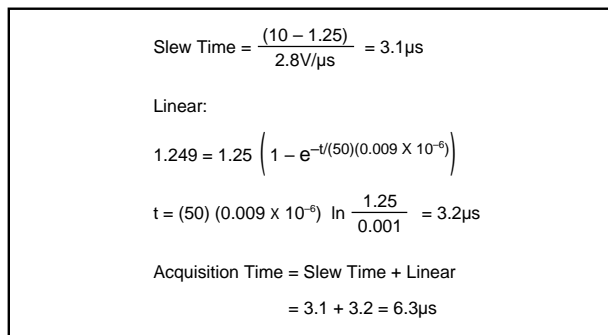 Slew Time = (10 – 1.25) / 2.8V/µs = 3.1µs
Linear:
1.249 = 1.25 (1 – e^–t/(50)(0.009 X 10^–6))
t = (50) (0.009 x 10^–6) ln 1.25 / 0.001 = 3.2µs
Acquisition Time = Slew Time + Linear
= 3.1 + 3.2 = 6.3µs